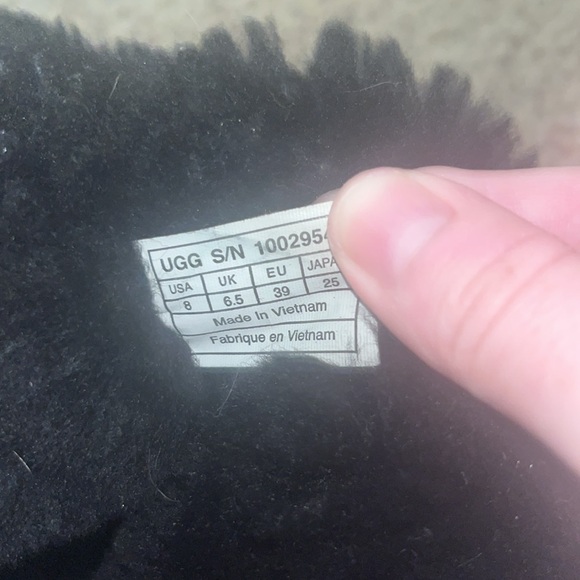 UGG S/N 100295
USA UK EU JAPA
8 6.5 39 25
Made In Vietnam
Fabrique en Vietnam